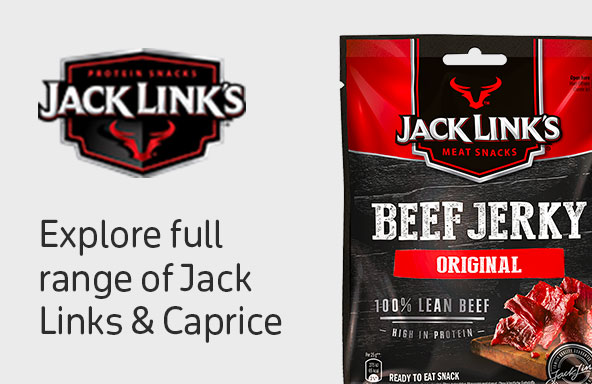 PROTEIN SNACKS
JACK LINK'S
Explore full
range of Jack
Links & Caprice
JACK LINK'S
MEAT SNACKS
BEEF JERKY
ORIGINAL
100% LEAN BEEF
HIGH IN PROTEIN
READY TO EAT SNACK